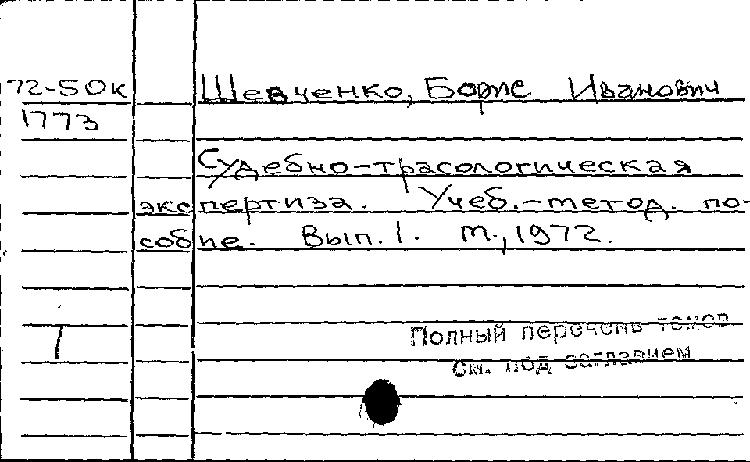 72-50к Шевченко, Борис Иванович
1773
Судебно-трасологическая
экспертиза. Учеб.-метод. по-
собие. Вып. 1. М., 1972.
1
Полный перечень томов
см. под заглавием